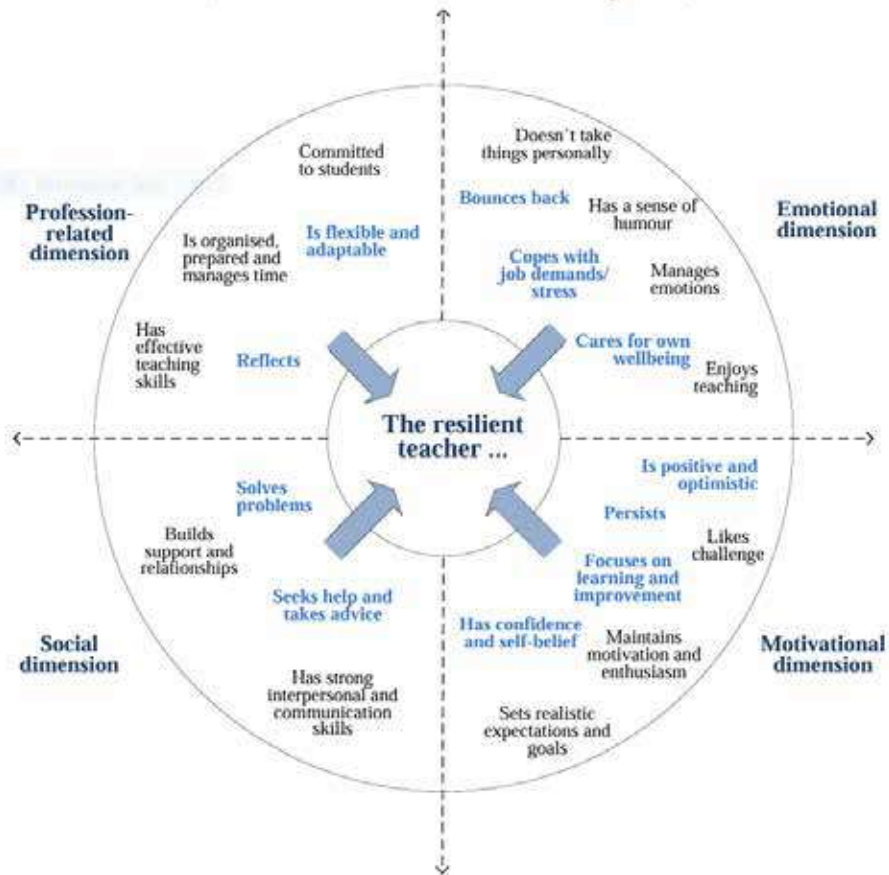 Profession-
related
dimension
Committed
to students
Is flexible and
adaptable
Is organised,
prepared and
manages time
Has
effective
teaching
skills
Reflects
Doesn't take
things personally
Bounces back
Has a sense of
humour
Copes with
job demands/
stress
Manages
emotions
Cares for own
wellbeing
Enjoys
teaching
Emotional
dimension
The resilient
teacher ...
Solves
problems
Builds
support and
relationships
Seeks help and
takes advice
Has strong
interpersonal and
communication
skills
Social
dimension
Is positive and
optimistic
Persists
Likes
challenge
Focuses on
learning and
improvement
Has confidence
and self-belief
Maintains
motivation and
enthusiasm
Sets realistic
expectations and
goals
Motivational
dimension